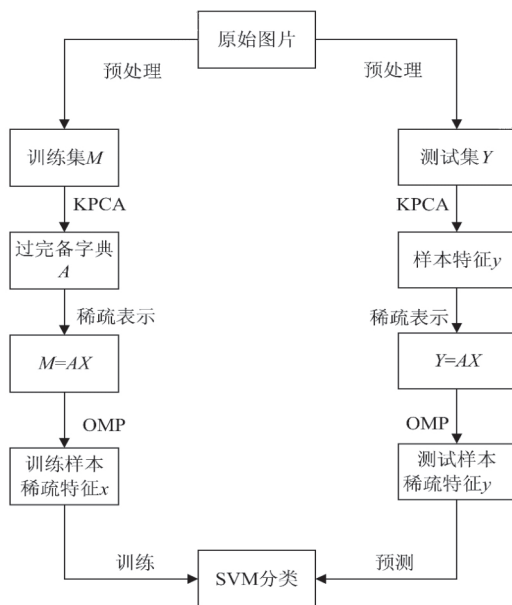 原始图片
预处理
预处理
训练集M
测试集Y
KPCA
KPCA
过完备字典
A
样本特征y
稀疏表示
稀疏表示
M=AX
Y=AX
OMP
OMP
训练样本
稀疏特征x
测试样本
稀疏特征y
训练
预测
SVM分类